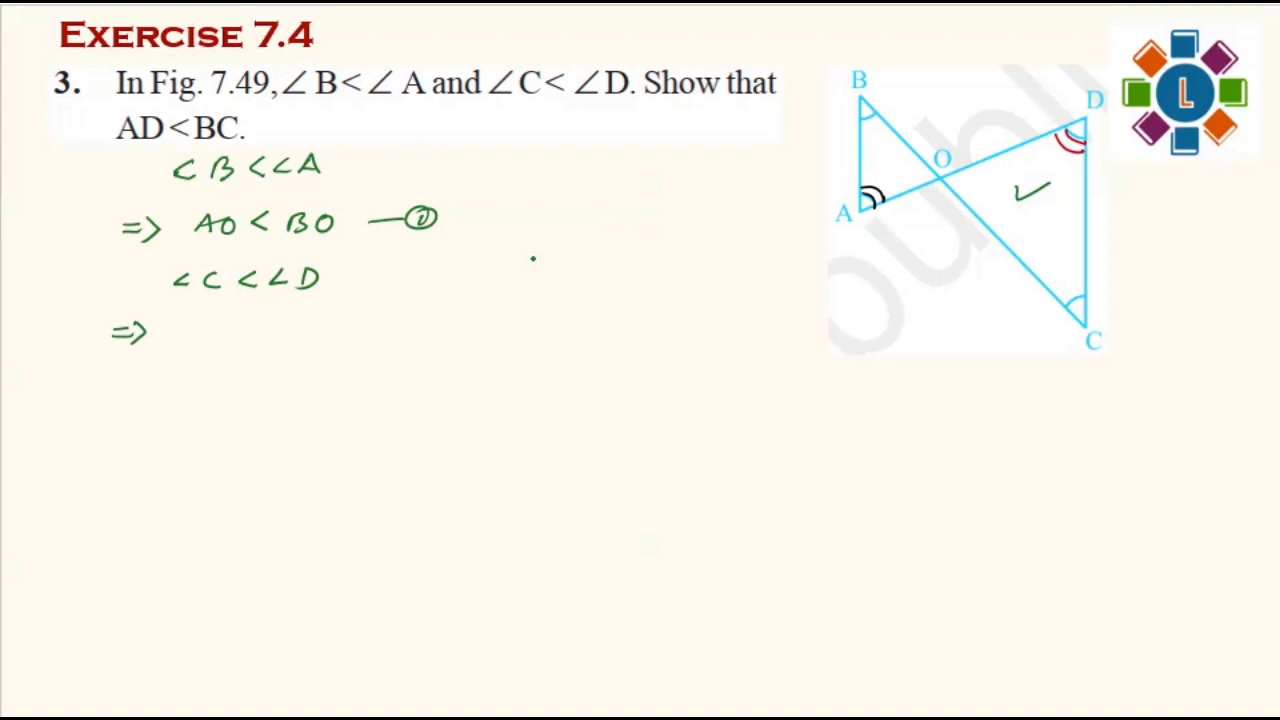 EXERCISE 7.4
3. In Fig. 7.49, ∠ B < ∠ A and ∠ C < ∠ D. Show that
AD < BC.
< B < < A
=> AO < BO — ①
< C < < D
=>
B
D
O
A
C
L